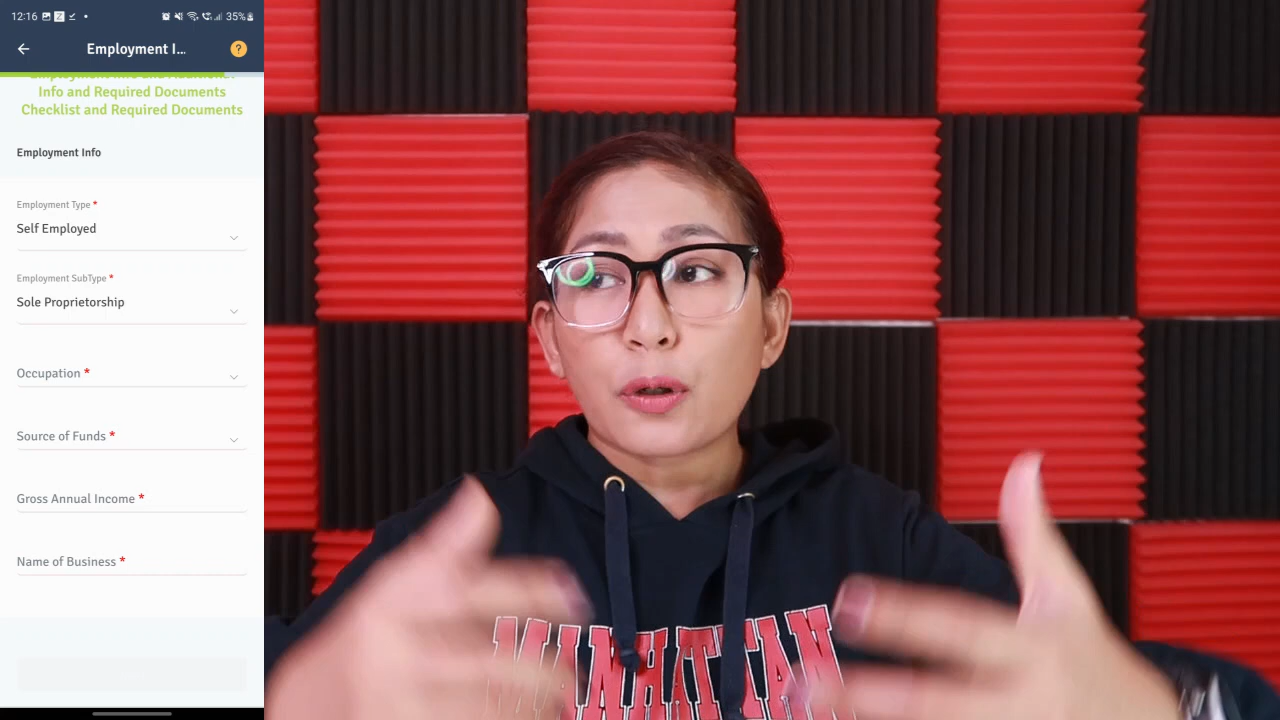 12:16
35%
Employment I...
?
Info and Required Documents
Checklist and Required Documents
Employment Info
Employment Type *
Self Employed
Employment SubType *
Sole Proprietorship
Occupation *
Source of Funds *
Gross Annual Income *
Name of Business *
MANHATTAN